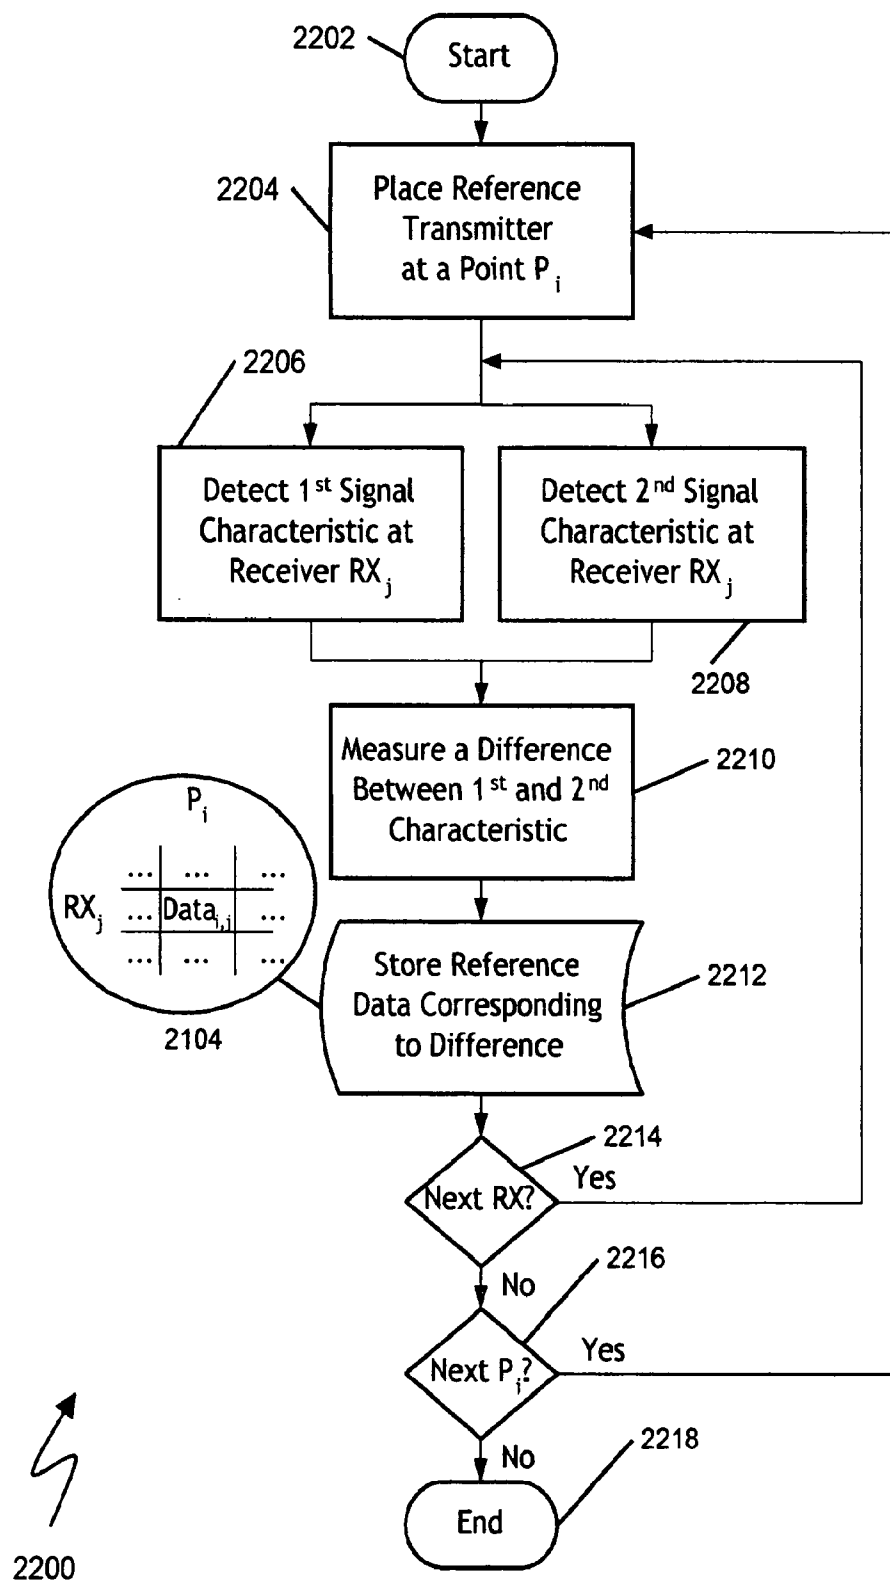 2202
Start
2204
Place Reference
Transmitter
at a Point P i
2206
Detect 1st Signal
Characteristic at
Receiver RX j
Detect 2nd Signal
Characteristic at
Receiver RX j
2208
Measure a Difference
Between 1st and 2nd
Characteristic
2210
P i
... ... ...
RX j ... Data i,j ...
... ... ...
2104
Store Reference
Data Corresponding
to Difference
2212
2214
Next RX?
Yes
No
2216
Next P i ?
Yes
No
2218
End
2200